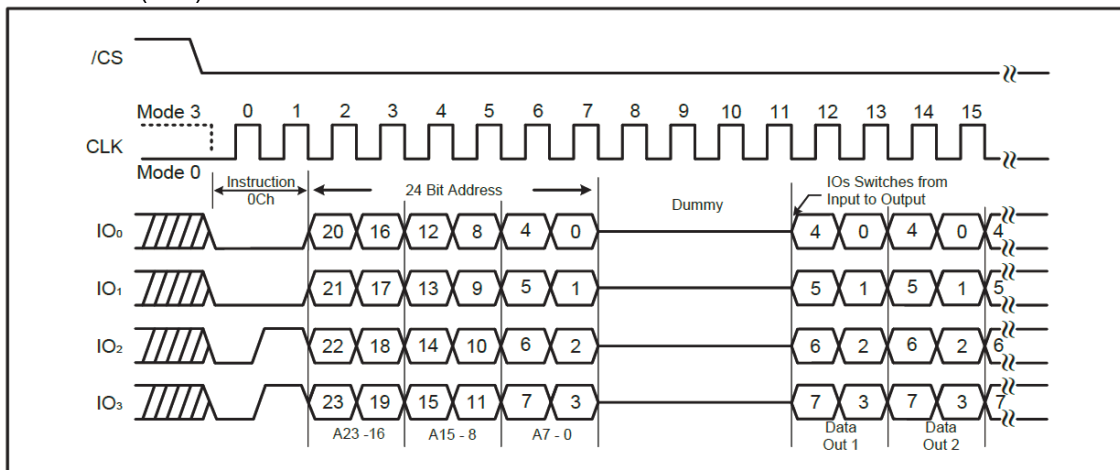 /CS
Mode 3 0 1 2 3 4 5 6 7 8 9 10 11 12 13 14 15
CLK
Mode 0
Instruction
0Ch
24 Bit Address
Dummy
IOs Switches from
Input to Output
IO₀ 20 16 12 8 4 0 4 0 4 0 4
IO₁ 21 17 13 9 5 1 5 1 5 1 5
IO₂ 22 18 14 10 6 2 6 2 6 2 6
IO₃ 23 19 15 11 7 3 7 3 7 3 7
A23 -16 A15 - 8 A7 - 0
Data
Out 1
Data
Out 2